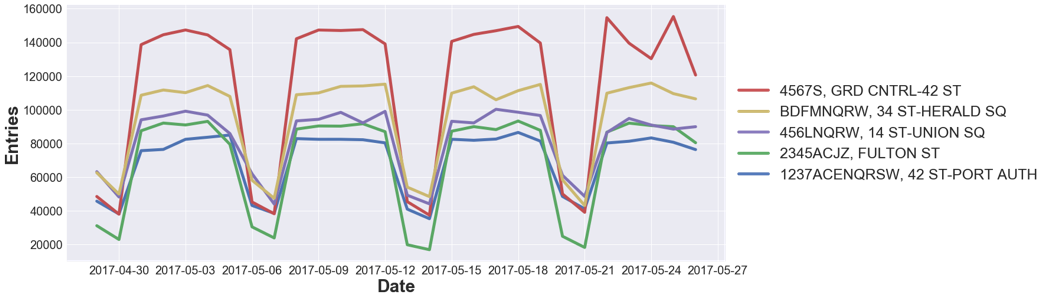 160000
140000
120000
100000
80000
60000
40000
20000
Entries
2017-04-30 2017-05-03 2017-05-06 2017-05-09 2017-05-12 2017-05-15 2017-05-18 2017-05-21 2017-05-24 2017-05-27
Date
4567S, GRD CNTRL-42 ST
BDFMNQRW, 34 ST-HERALD SQ
456LNQRW, 14 ST-UNION SQ
2345ACJZ, FULTON ST
1237ACENQRSW, 42 ST-PORT AUTH